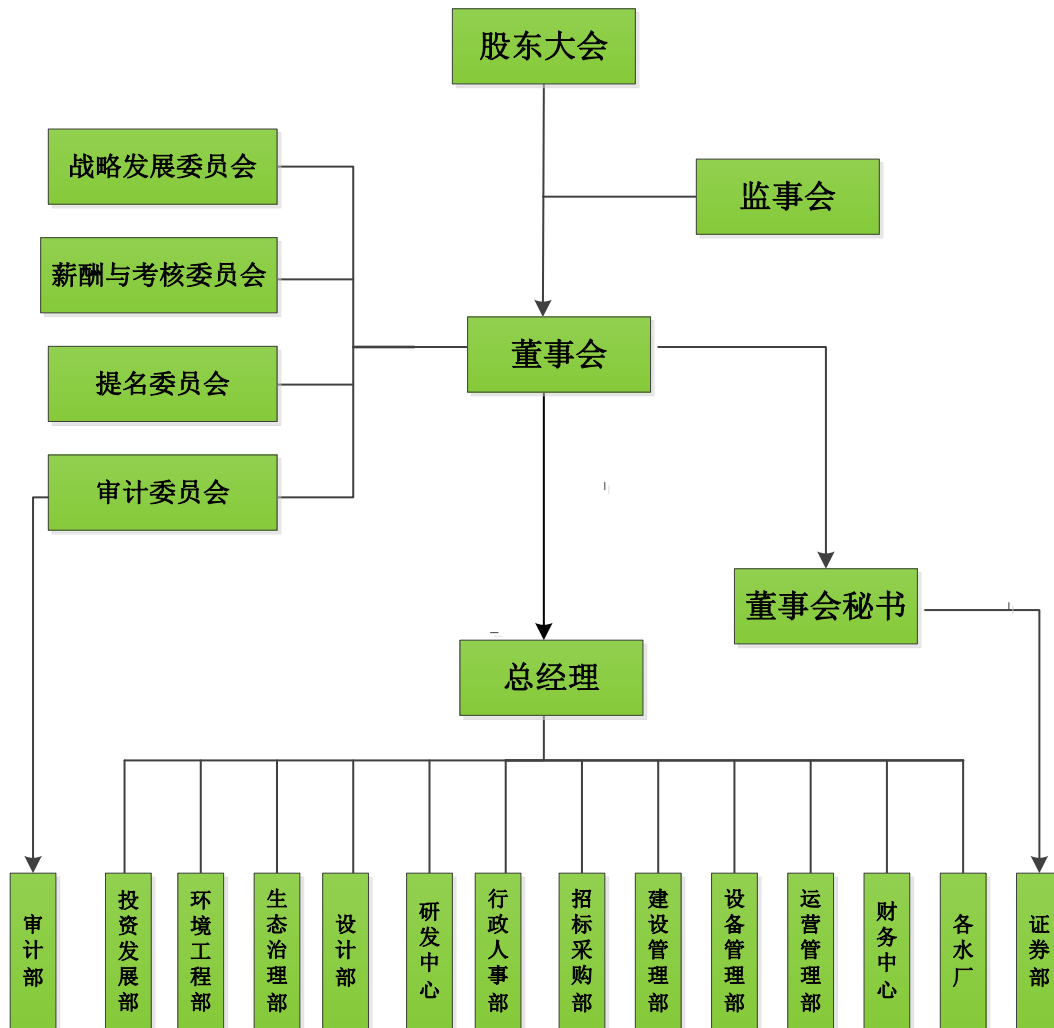 股东大会
战略发展委员会
监事会
薪酬与考核委员会
董事会
提名委员会
审计委员会
董事会秘书
总经理
审计部
投资发展部
环境工程部
生态治理部
设计部
研发中心
行政人事部
招标采购部
建设管理部
设备管理部
运营管理部
财务中心
各水厂
证券部